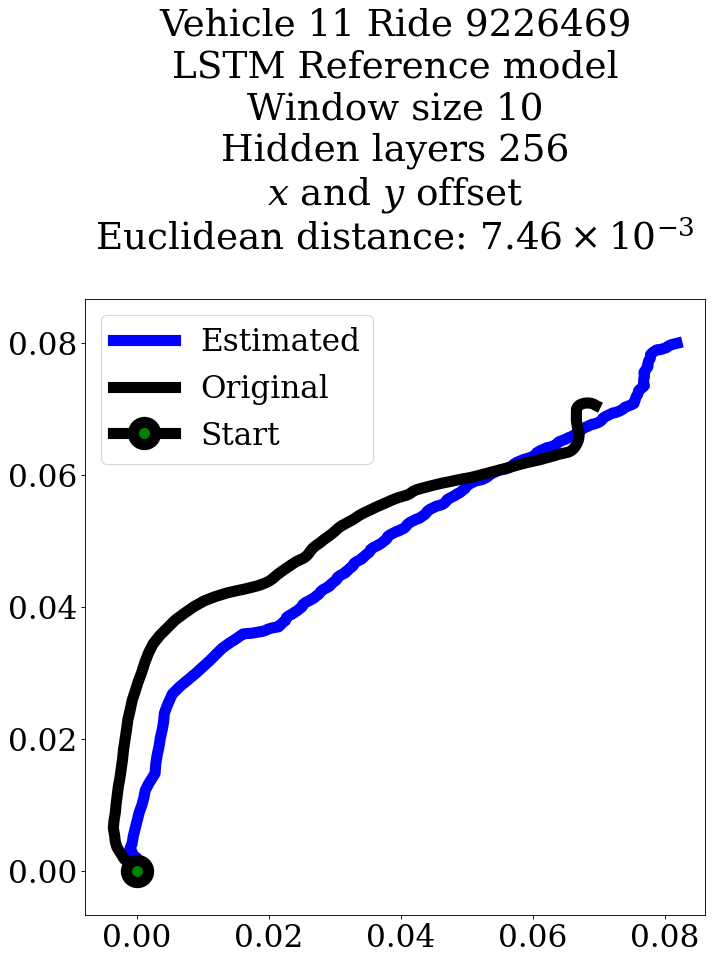 Vehicle 11 Ride 9226469
LSTM Reference model
Window size 10
Hidden layers 256
x and y offset
Euclidean distance: 7.46 × 10⁻³
Estimated
Original
Start
0.08
0.06
0.04
0.02
0.00
0.00 0.02 0.04 0.06 0.08